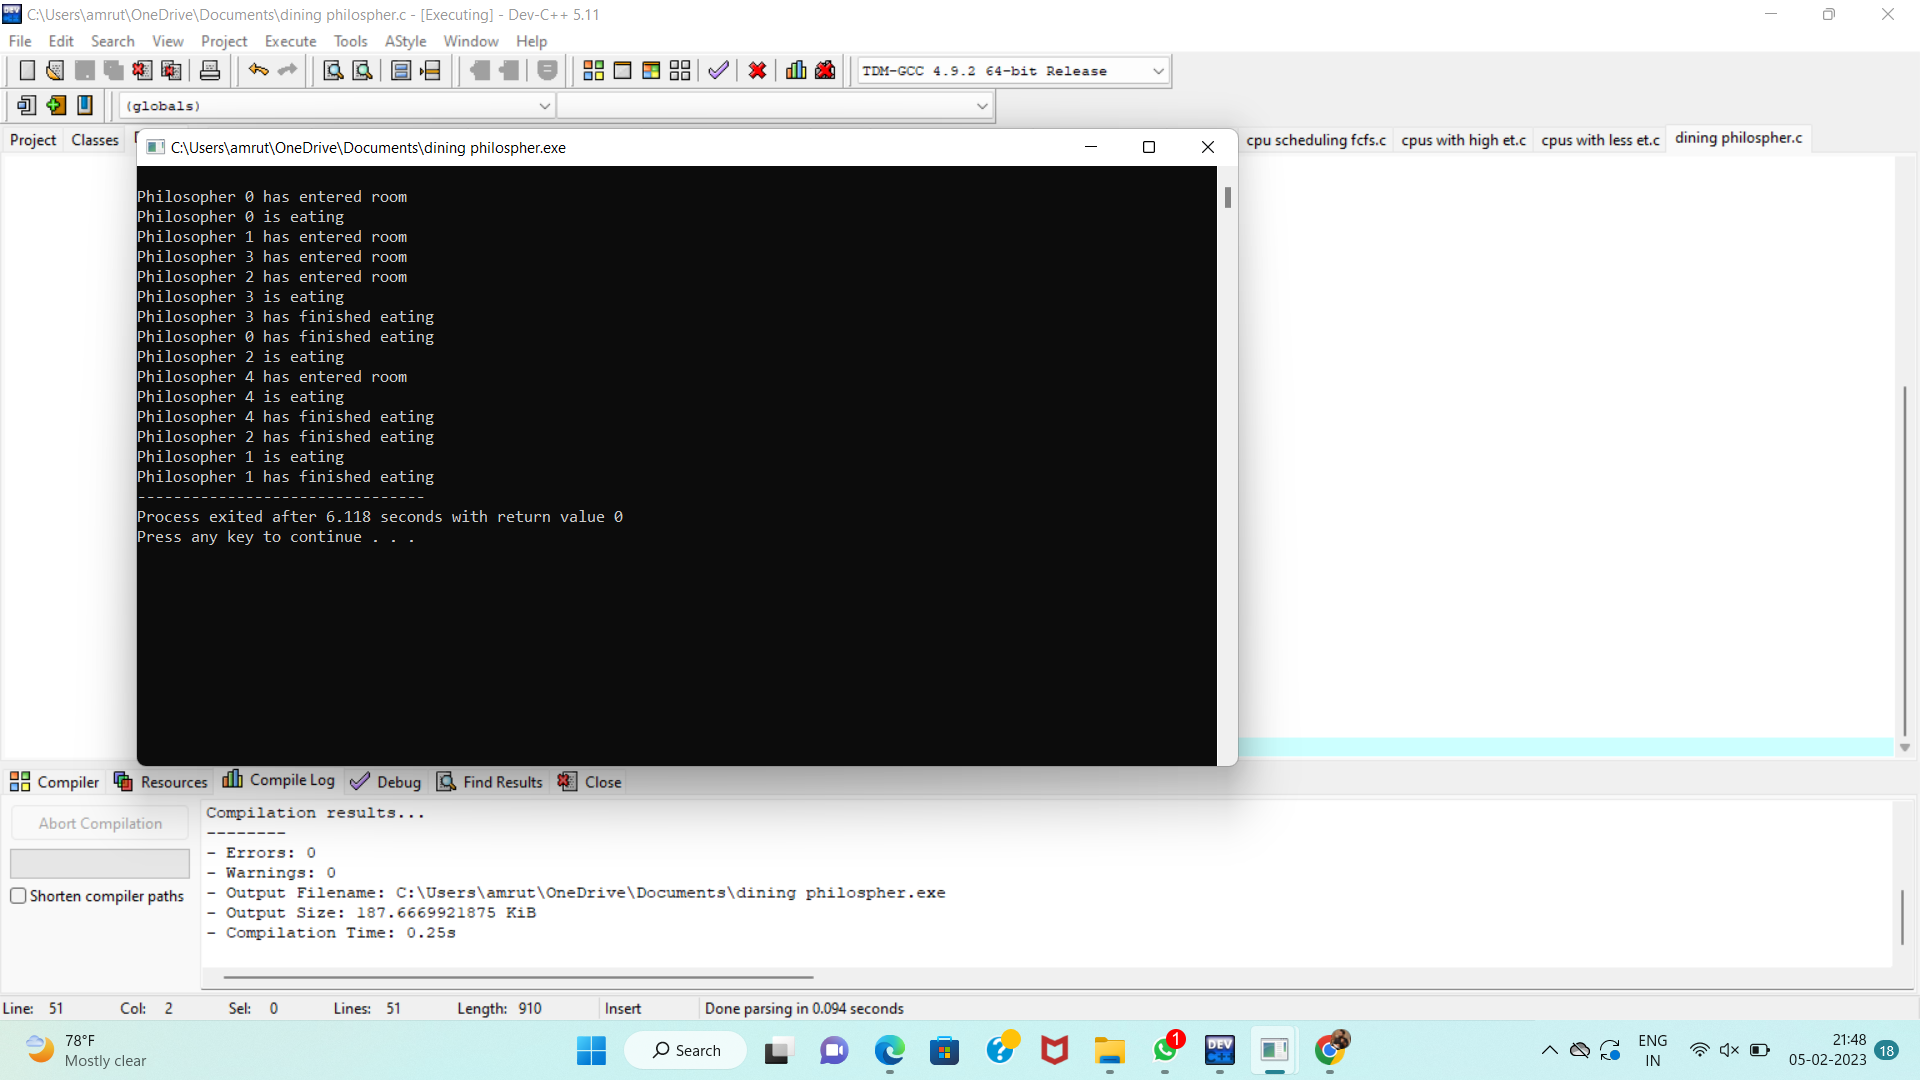 C:\Users\amrut\OneDrive\Documents\dining philospher.c - [Executing] - Dev-C++ 5.11
File Edit Search View Project Execute Tools AStyle Window Help
TDM-GCC 4.9.2 64-bit Release
(globals)
Project Classes
cpu scheduling fcfs.c cpus with high et.c cpus with less et.c dining philospher.c
C:\Users\amrut\OneDrive\Documents\dining philospher.exe
Philosopher 0 has entered room
Philosopher 0 is eating
Philosopher 1 has entered room
Philosopher 3 has entered room
Philosopher 2 has entered room
Philosopher 3 is eating
Philosopher 3 has finished eating
Philosopher 0 has finished eating
Philosopher 2 is eating
Philosopher 4 has entered room
Philosopher 4 is eating
Philosopher 4 has finished eating
Philosopher 2 has finished eating
Philosopher 1 is eating
Philosopher 1 has finished eating
--------------------------------
Process exited after 6.118 seconds with return value 0
Press any key to continue . . .
Compiler Resources Compile Log Debug Find Results Close
Abort Compilation
Shorten compiler paths
Compilation results...
--------
- Errors: 0
- Warnings: 0
- Output Filename: C:\Users\amrut\OneDrive\Documents\dining philospher.exe
- Output Size: 187.6669921875 KiB
- Compilation Time: 0.25s
Line: 51 Col: 2 Sel: 0 Lines: 51 Length: 910 Insert Done parsing in 0.094 seconds
78°F
Mostly clear
Search
1
DEV
C++
ENG
IN
21:48
05-02-2023
18